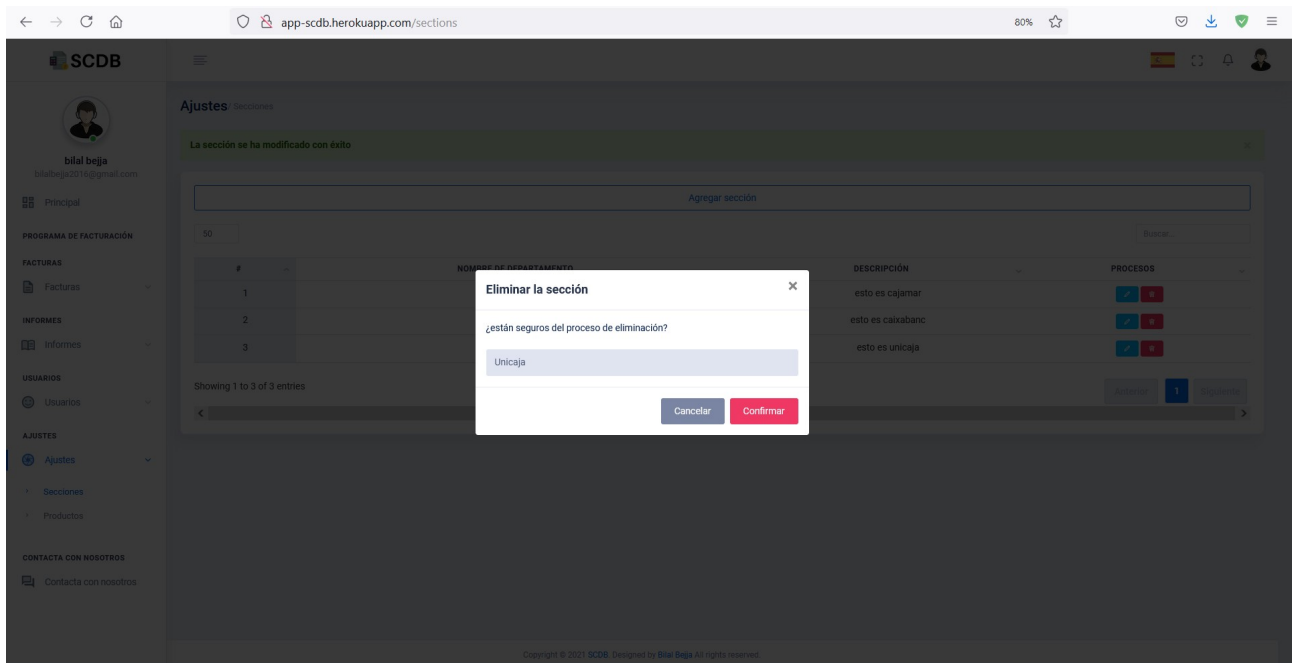 app-scdb.herokuapp.com/sections
80%
SCDB
bilal bejja
bilalbejja2016@gmail.com
Principal
PROGRAMA DE FACTURACIÓN
FACTURAS
Facturas
INFORMES
Informes
USUARIOS
Usuarios
AJUSTES
Ajustes
Secciones
Productos
CONTACTA CON NOSOTROS
Contacta con nosotros
Ajustes/ Secciones
La sección se ha modificado con éxito
Agregar sección
50
Buscar...
# NOMBRE DE DEPARTAMENTO DESCRIPCIÓN PROCESOS
1 esto es cajamar
2 esto es caixabanc
3 esto es unicaja
Showing 1 to 3 of 3 entries
Anterior 1 Siguiente
Eliminar la sección
¿están seguros del proceso de eliminación?
Unicaja
Cancelar Confirmar
Copyright © 2021 SCDB. Designed by Bilal Bejja All rights reserved.